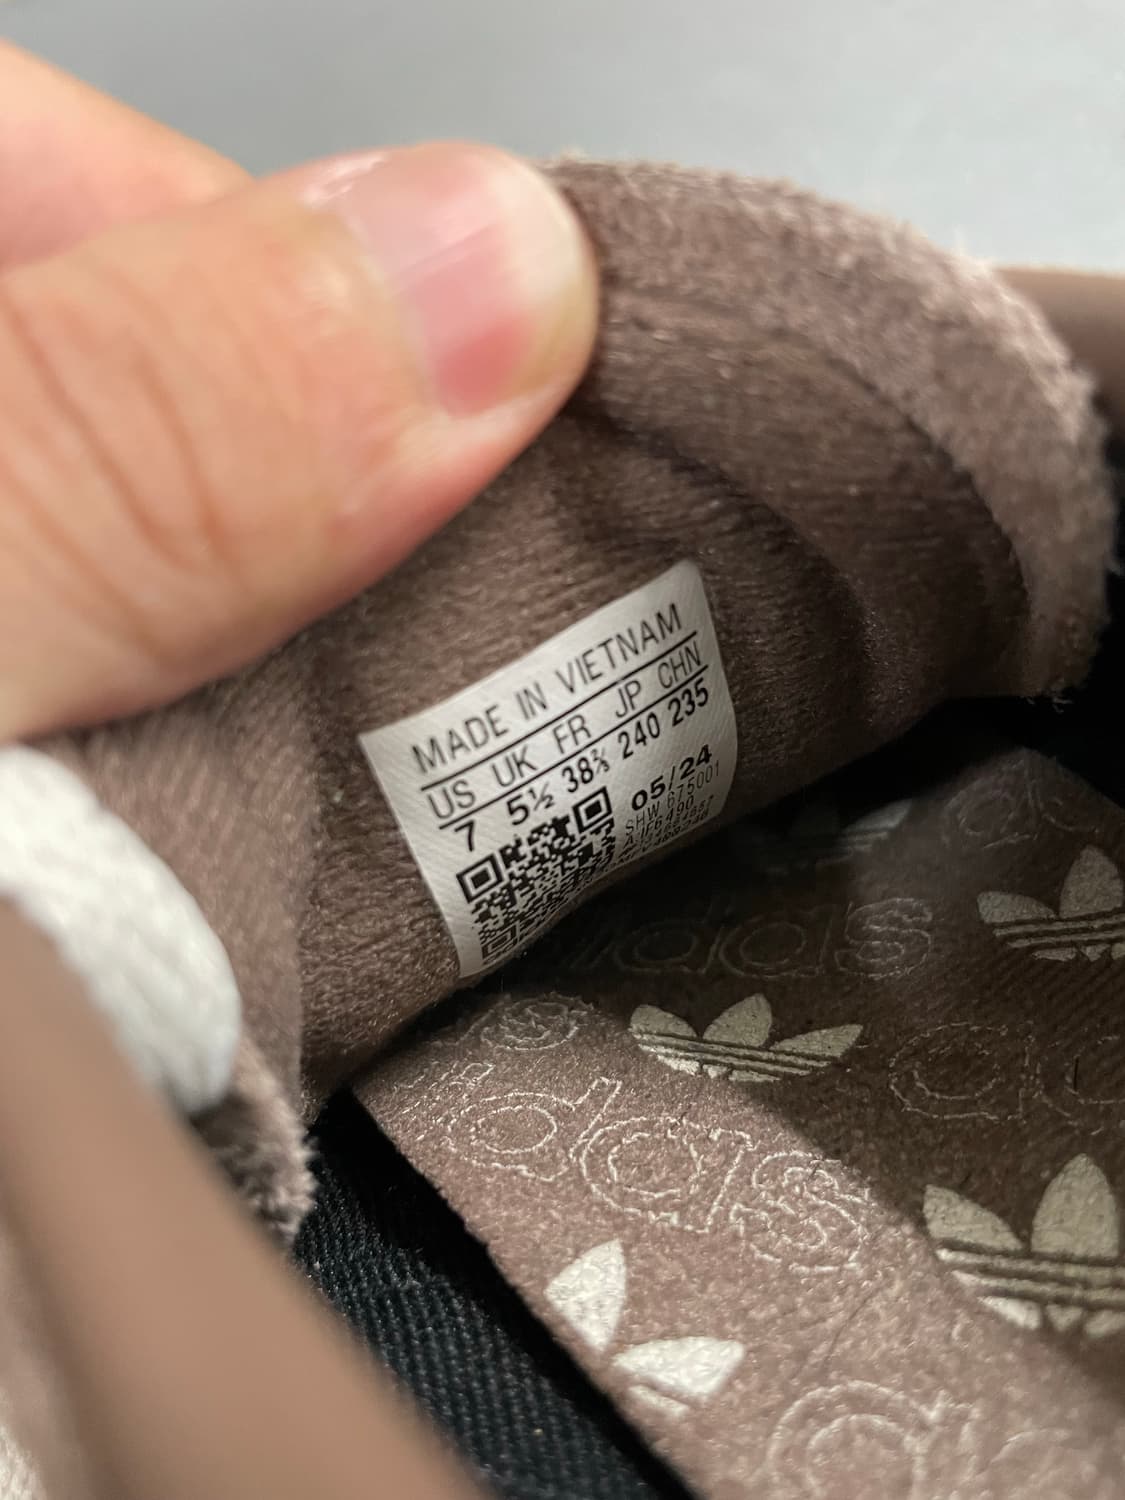 MADE IN VIETNAM
US UK FR JP CHN
7 5½ 38⅔ 240 235
05/24
SHW 675001
adidas
adidas